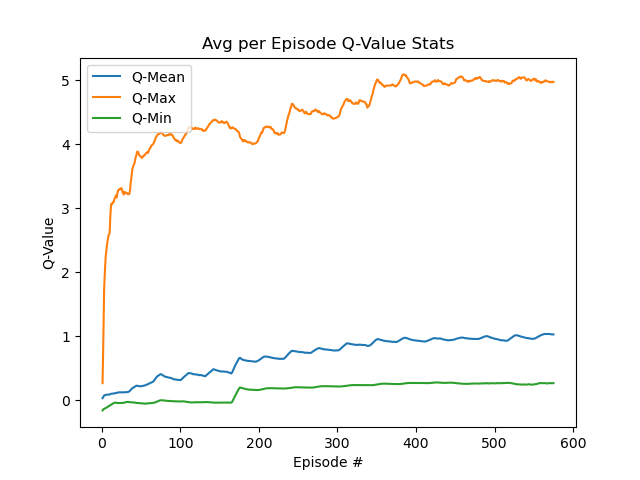 Avg per Episode Q-Value Stats
Q-Mean
Q-Max
Q-Min
Q-Value
5
4
3
2
1
0
0 100 200 300 400 500 600
Episode #